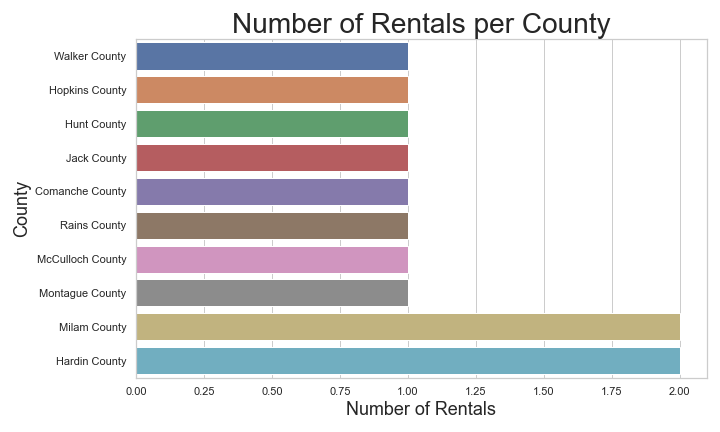 Number of Rentals per County
County
Walker County
Hopkins County
Hunt County
Jack County
Comanche County
Rains County
McCulloch County
Montague County
Milam County
Hardin County
0.00 0.25 0.50 0.75 1.00 1.25 1.50 1.75 2.00
Number of Rentals